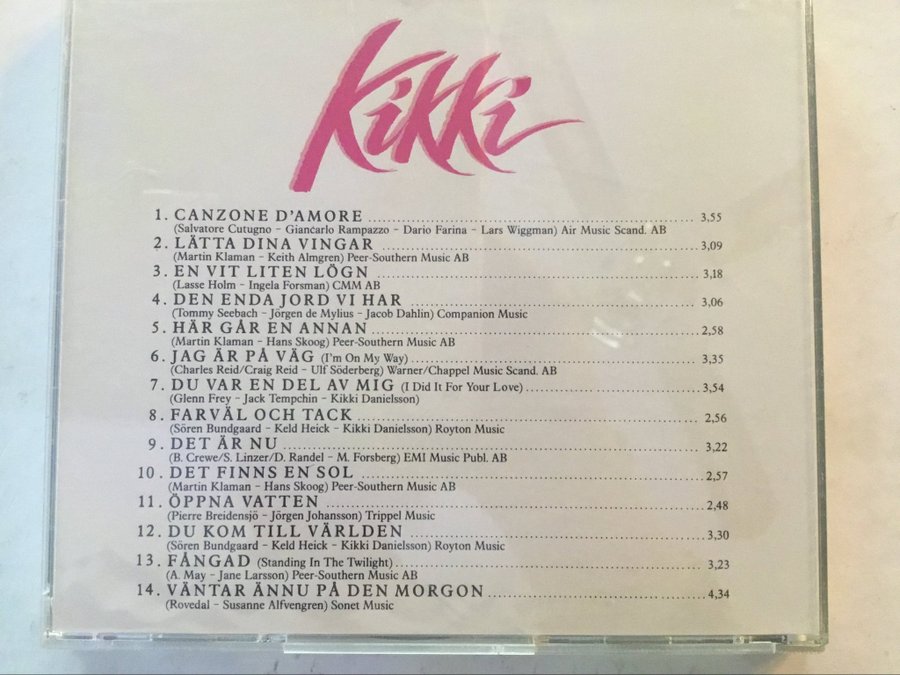 Kikki
1. CANZONE D'AMORE 3,55
(Salvatore Cutugno – Giancarlo Rampazzo – Dario Farina – Lars Wiggman) Air Music Scand. AB
2. LÄTTA DINA VINGAR 3,09
(Martin Klaman – Keith Almgren) Peer-Southern Music AB
3. EN VIT LITEN LÖGN 3,18
(Lasse Holm – Ingela Forsman) CMM AB
4. DEN ENDA JORD VI HAR 3,06
(Tommy Seebach – Jörgen de Mylius – Jacob Dahlin) Companion Music
5. HÄR GÅR EN ANNAN 2,58
(Martin Klaman – Hans Skoog) Peer-Southern Music AB
6. JAG ÄR PÅ VÄG (I'm On My Way) 3,35
(Charles Reid/Craig Reid – Ulf Söderberg) Warner/Chappel Music Scand. AB
7. DU VAR EN DEL AV MIG (I Did It For Your Love) 3,54
(Glenn Frey – Jack Tempchin – Kikki Danielsson)
8. FARVÄL OCH TACK 2,56
(Sören Bundgaard – Keld Heick – Kikki Danielsson) Royton Music
9. DET ÄR NU 3,22
(B. Crewe/S. Linzer/D. Randel – M. Forsberg) EMI Music Publ. AB
10. DET FINNS EN SOL 2,57
(Martin Klaman – Hans Skoog) Peer-Southern Music AB
11. ÖPPNA VATTEN 2,48
(Pierre Breidensjö – Jörgen Johansson) Trippel Music
12. DU KOM TILL VÄRLDEN 3,30
(Sören Bundgaard – Keld Heick – Kikki Danielsson) Royton Music
13. FÅNGAD (Standing In The Twilight) 3,23
(A. May – Jane Larsson) Peer-Southern Music AB
14. VÄNTAR ÄNNU PÅ DEN MORGON 4,34
(Rovedal – Susanne Alfvengren) Sonet Music